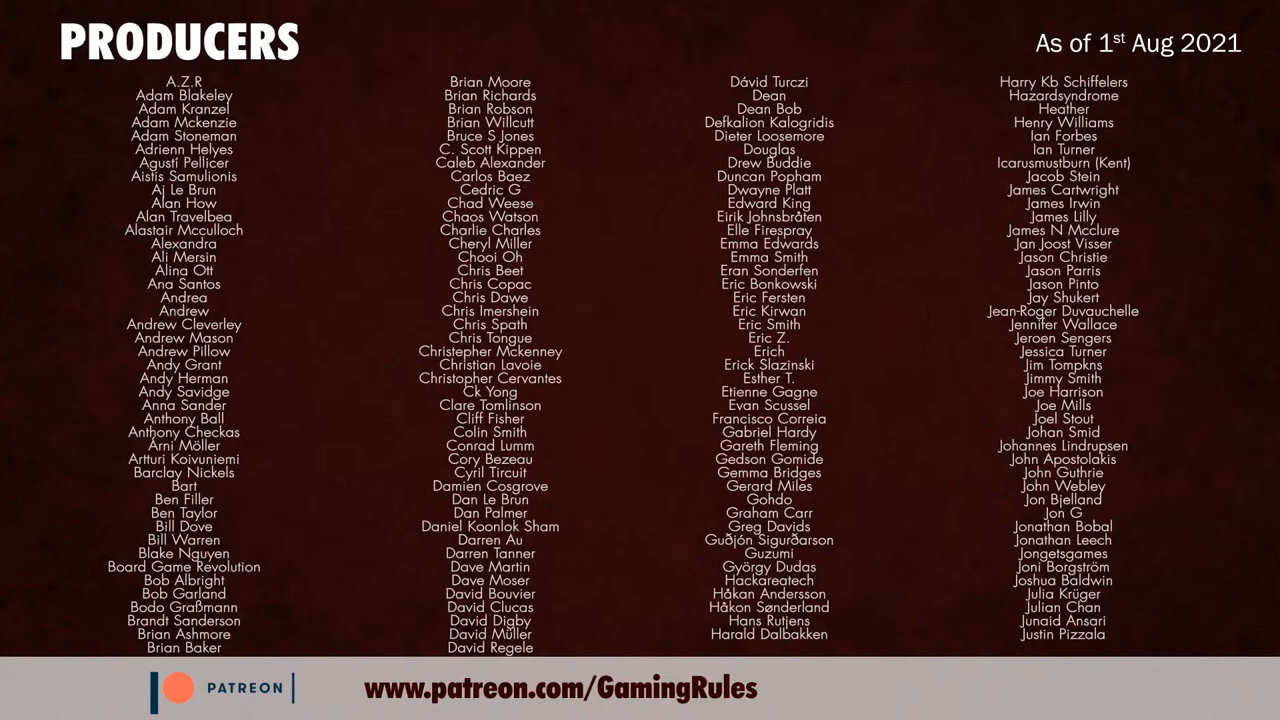 PRODUCERS
As of 1st Aug 2021
A.Z.R
Adam Blakeley
Adam Kranzel
Adam Mckenzie
Adam Stoneman
Adrienn Helyes
Agustí Pellicer
Aistis Samulionis
Aj Le Brun
Alan How
Alan Travelbea
Alastair Mcculloch
Alexandra
Ali Mersin
Alina Ott
Ana Santos
Andrea
Andrew
Andrew Cleverley
Andrew Mason
Andrew Pillow
Andy Grant
Andy Herman
Andy Savidge
Anna Sander
Anthony Ball
Anthony Checkas
Árni Möller
Artturi Koivuniemi
Barclay Nickels
Bart
Ben Filler
Ben Taylor
Bill Dove
Bill Warren
Blake Nguyen
Board Game Revolution
Bob Albright
Bob Garland
Bodo Graßmann
Brandt Sanderson
Brian Ashmore
Brian Baker
Brian Moore
Brian Richards
Brian Robson
Brian Willcutt
Bruce S Jones
C. Scott Kippen
Caleb Alexander
Carlos Baez
Cedric G
Chad Weese
Chaos Watson
Charlie Charles
Cheryl Miller
Chooi Oh
Chris Beet
Chris Copac
Chris Dawe
Chris Imershein
Chris Spath
Chris Tongue
Christepher Mckenney
Christian Lavoie
Christopher Cervantes
Ck Yong
Clare Tomlinson
Cliff Fisher
Colin Smith
Conrad Lumm
Cory Bezeau
Cyril Tircuit
Damien Cosgrove
Dan Le Brun
Dan Palmer
Daniel Koonlok Sham
Darren Au
Darren Tanner
Dave Martin
Dave Moser
David Bouvier
David Clucas
David Digby
David Müller
David Regele
Dávid Turczi
Dean
Dean Bob
Defkalion Kalogridis
Dieter Loosemore
Douglas
Drew Buddie
Duncan Popham
Dwayne Platt
Edward King
Eirik Johnsbråten
Elle Firespray
Emma Edwards
Emma Smith
Eran Sonderfen
Eric Bonkowski
Eric Fersten
Eric Kirwan
Eric Smith
Eric Z.
Erich
Erick Slazinski
Esther T.
Etienne Gagne
Evan Scussel
Francisco Correia
Gabriel Hardy
Gareth Fleming
Gedson Gomide
Gemma Bridges
Gerard Miles
Gohdo
Graham Carr
Greg Davids
Guðjón Sigurðarson
Guzumi
György Dudas
Hackareatech
Håkan Andersson
Håkon Sønderland
Hans Rutjens
Harald Dalbakken
Harry Kb Schiffelers
Hazardsyndrome
Heather
Henry Williams
Ian Forbes
Ian Turner
Icarusmustburn (Kent)
Jacob Stein
James Cartwright
James Irwin
James Lilly
James N Mcclure
Jan Joost Visser
Jason Christie
Jason Parris
Jason Pinto
Jay Shukert
Jean-Roger Duvauchelle
Jennifer Wallace
Jeroen Sengers
Jessica Turner
Jim Tompkns
Jimmy Smith
Joe Harrison
Joe Mills
Joel Stout
Johan Smid
Johannes Lindrupsen
John Apostolakis
John Guthrie
John Webley
Jon Bjelland
Jon G
Jonathan Bobal
Jonathan Leech
Jongetsgames
Joni Borgström
Joshua Baldwin
Julia Krüger
Julian Chan
Junaid Ansari
Justin Pizzala
PATREON
www.patreon.com/GamingRules